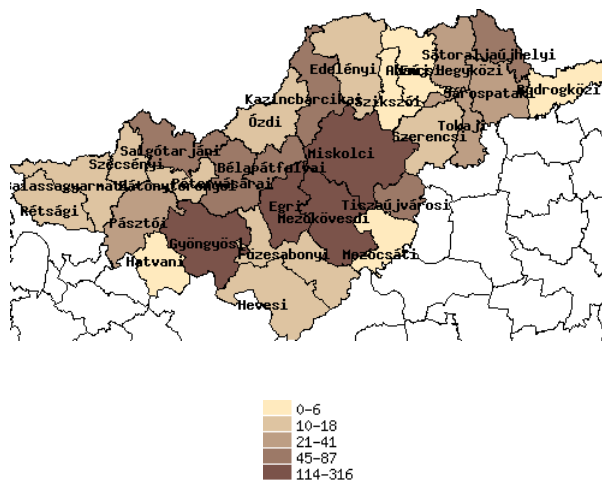 Sátoraljaújhelyi
Edelényi
Hegyközi
Bodrogközi
Sárospataki
Kazincbarcikai
Szikszói
Ózdi
Tokaji
Szerencsi
Salgótarjáni
Miskolci
Szécsényi
Bélapátfalvai
Pétervásárai
Rétsági
Egri
Tiszaújvárosi
Pásztói
Mezőkövesdi
Gyöngyösi
Füzesabonyi
Mezőcsáti
Hatvani
Hevesi
0-6
10-18
21-41
45-87
114-316